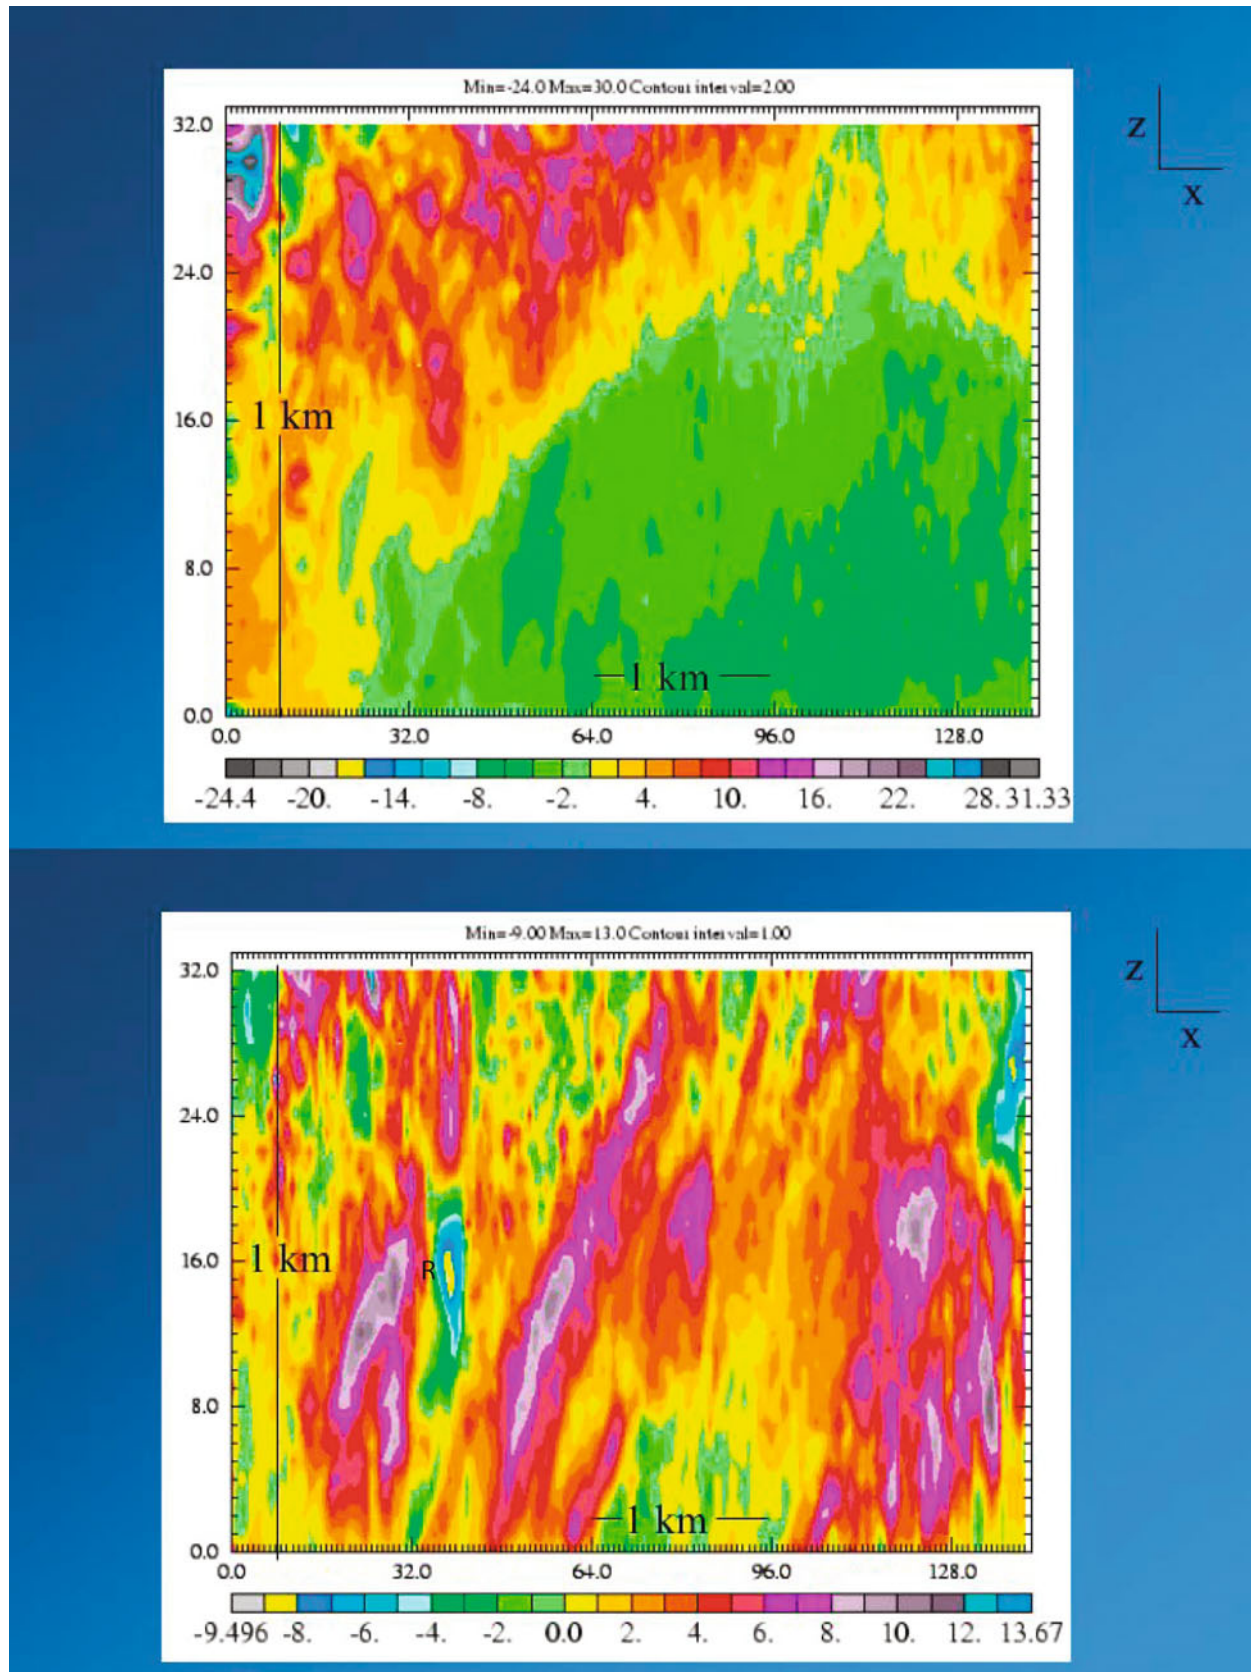 Min=-24.0 Max=30.0 Contour interval=2.00
z
x
32.0
24.0
16.0
1 km
8.0
1 km
0.0
0.0 32.0 64.0 96.0 128.0
-24.4 -20. -14. -8. -2. 4. 10. 16. 22. 28.31.33
Min=-9.00 Max=13.0 Contour interval=1.00
z
x
32.0
24.0
16.0
1 km
R
8.0
1 km
0.0
0.0 32.0 64.0 96.0 128.0
-9.496 -8. -6. -4. -2. 0.0 2. 4. 6. 8. 10. 12. 13.67